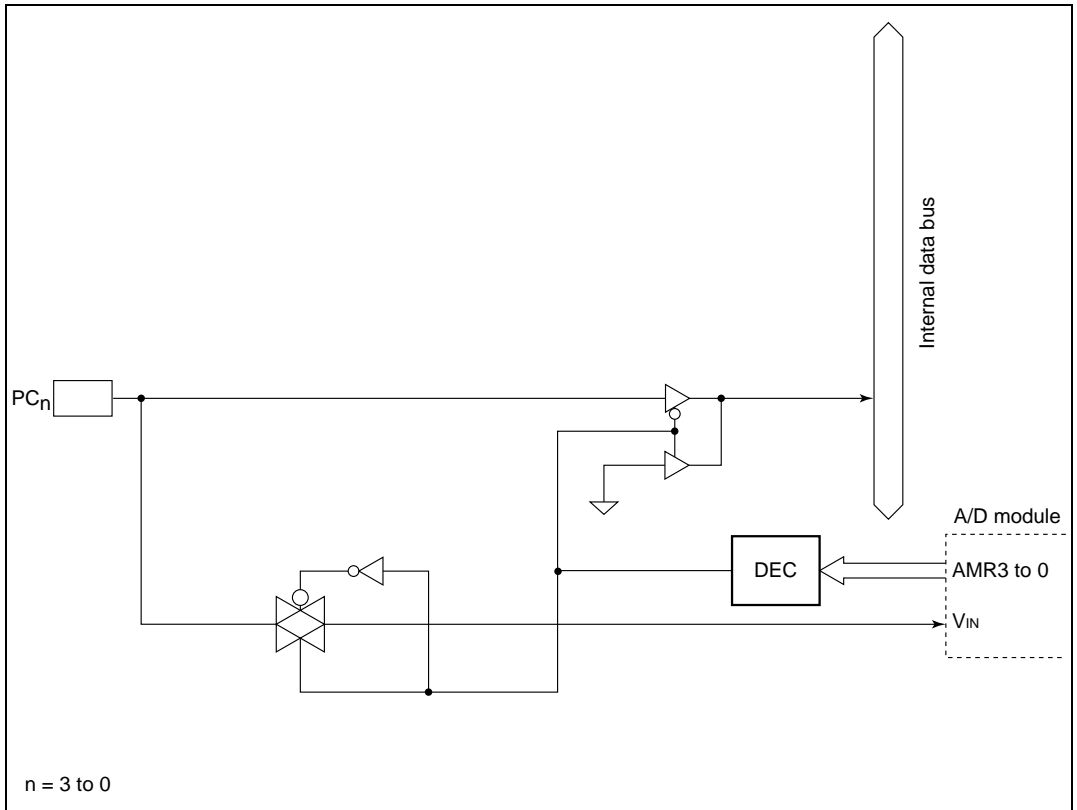 Internal data bus
PCn
A/D module
DEC
AMR3 to 0
VIN
n = 3 to 0